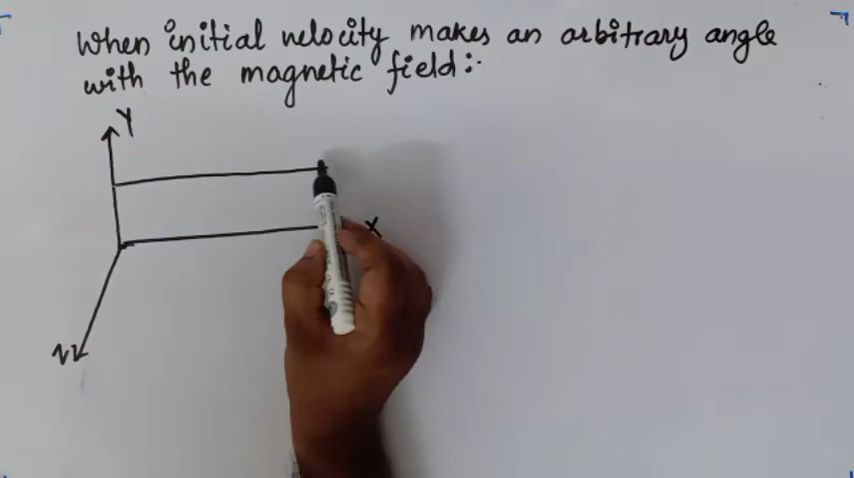 When initial velocity makes an arbitrary angle
with the magnetic field :-
Y
X
Z